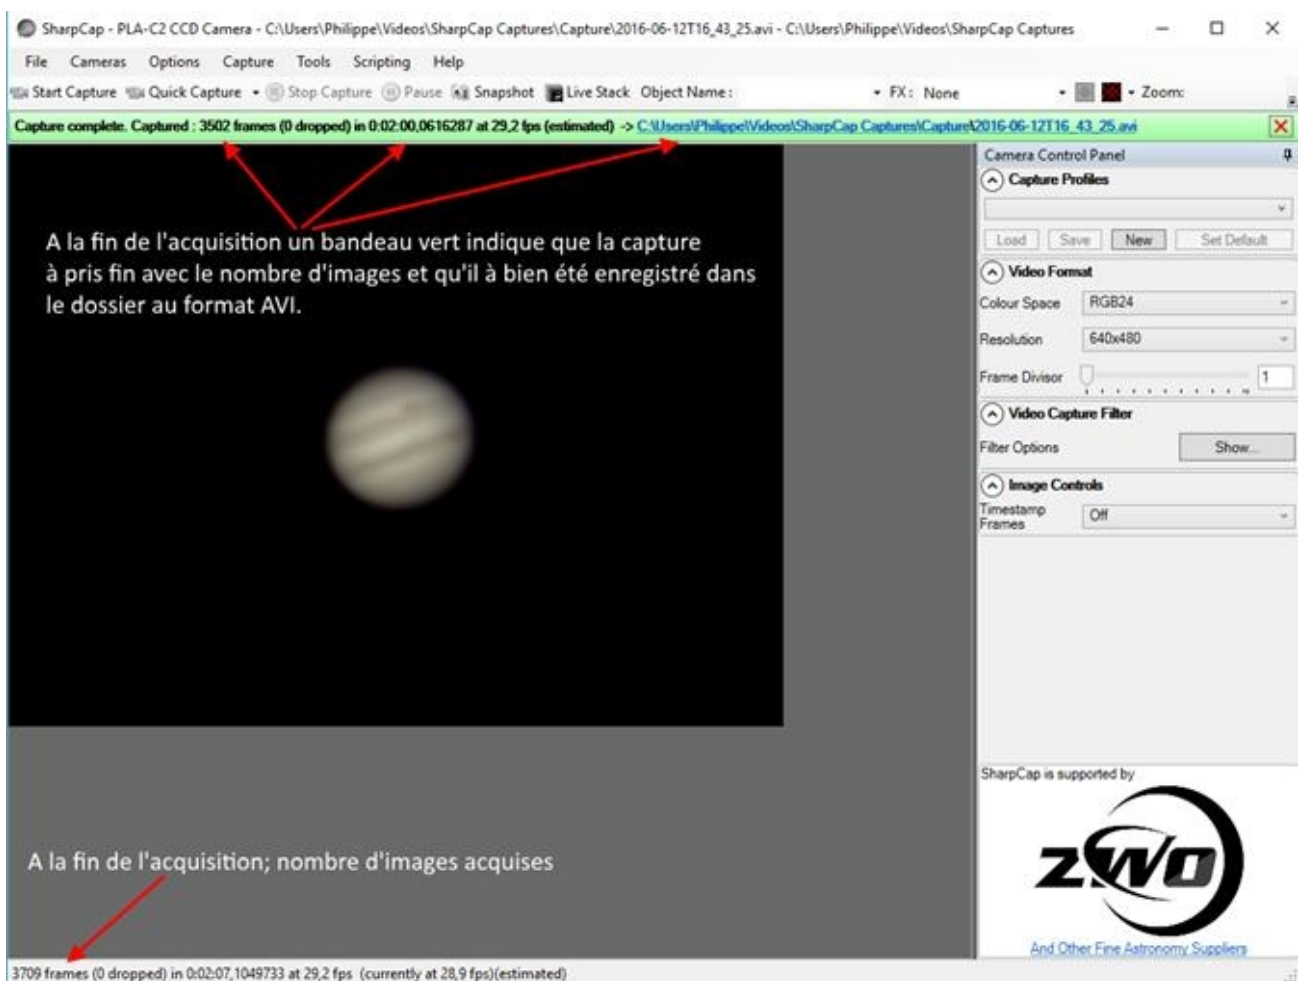 SharpCap - PLA-C2 CCD Camera - C:\Users\Philippe\Videos\SharpCap Captures\Capture\2016-06-12T16_43_25.avi - C:\Users\Philippe\Videos\SharpCap Captures
File Cameras Options Capture Tools Scripting Help
Start Capture Quick Capture Stop Capture Pause Snapshot Live Stack Object Name: FX: None Zoom:
Capture complete. Captured : 3502 frames (0 dropped) in 0:02:00,0616287 at 29,2 fps (estimated) -> C:\Users\Philippe\Videos\SharpCap Captures\Capture\2016-06-12T16_43_25.avi
Camera Control Panel
Capture Profiles
Load Save New Set Default
A la fin de l'acquisition un bandeau vert indique que la capture
à pris fin avec le nombre d'images et qu'il à bien été enregistré dans
le dossier au format AVI.
Video Format
Colour Space RGB24
Resolution 640x480
Frame Divisor 1
Video Capture Filter
Filter Options Show...
Image Controls
Timestamp
Frames
Off
SharpCap is supported by
ZWO
And Other Fine Astronomy Suppliers
A la fin de l'acquisition; nombre d'images acquises
3709 frames (0 dropped) in 0:02:07,1049733 at 29,2 fps (currently at 28,9 fps)(estimated)